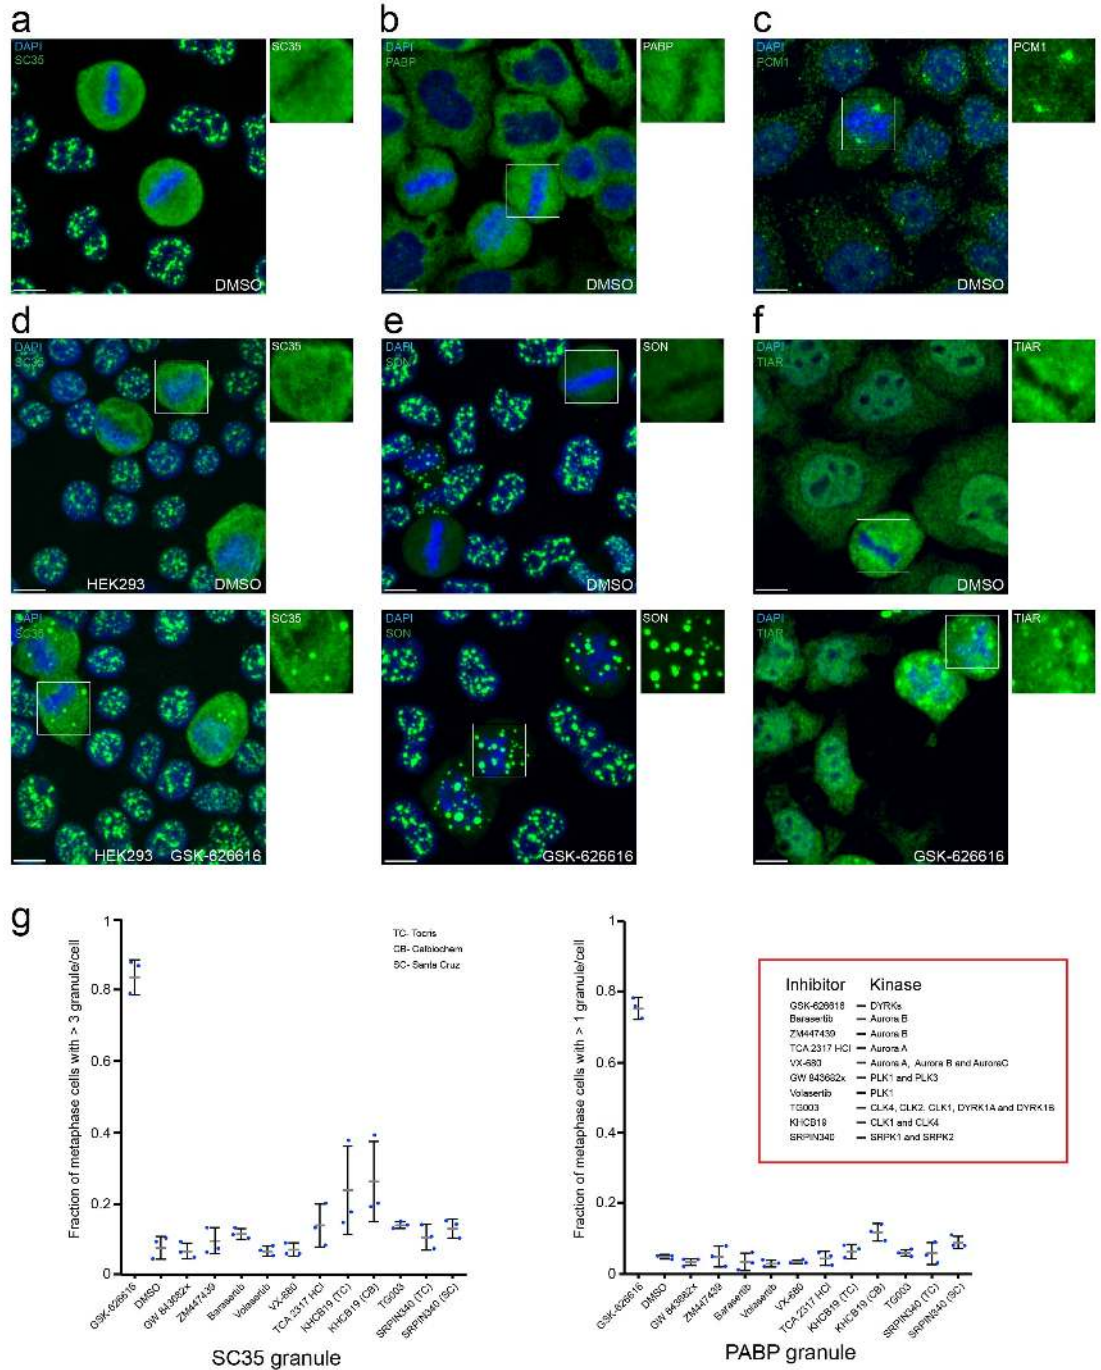 a
DAPI
SC35
SC35
DMSO
b
DAPI
PABP
PABP
DMSO
c
DAPI
PCM1
PCM1
DMSO
d
DAPI
SC35
SC35
HEK293 DMSO
DAPI
SC35
SC35
HEK293 GSK-626616
e
DAPI
SON
SON
DMSO
DAPI
SON
SON
GSK-626616
f
DAPI
TIAR
TIAR
DMSO
DAPI
TIAR
TIAR
GSK-626616
g
Fraction of metaphase cells with > 3 granule/cell
1
0.8
0.6
0.4
0.2
0
TC- Tocris
CB- Calbiochem
SC- Santa Cruz
GSK-626616
DMSO
GW 843682x
ZM447439
Barasertib
Volasertib
VX-680
TCA 2317 HCl
KHCB19 (TC)
KHCB19 (CB)
TG003
SRPIN340 (TC)
SRPIN340 (SC)
SC35 granule
Fraction of metaphase cells with > 1 granule/cell
1
0.8
0.6
0.4
0.2
0
Inhibitor Kinase
GSK-626616 – DYRKs
Barasertib – Aurora B
ZM447439 – Aurora B
TCA 2317 HCl – Aurora A
VX-680 – Aurora A, Aurora B and AuroraC
GW 843682x – PLK1 and PLK3
Volasertib – PLK1
TG003 – CLK4, CLK2, CLK1, DYRK1A and DYRK1B
KHCB19 – CLK1 and CLK4
SRPIN340 – SRPK1 and SRPK2
GSK-626616
DMSO
GW 843682x
ZM447439
Barasertib
Volasertib
VX-680
TCA 2317 HCl
KHCB19 (TC)
KHCB19 (CB)
TG003
SRPIN340 (TC)
SRPIN340 (SC)
PABP granule